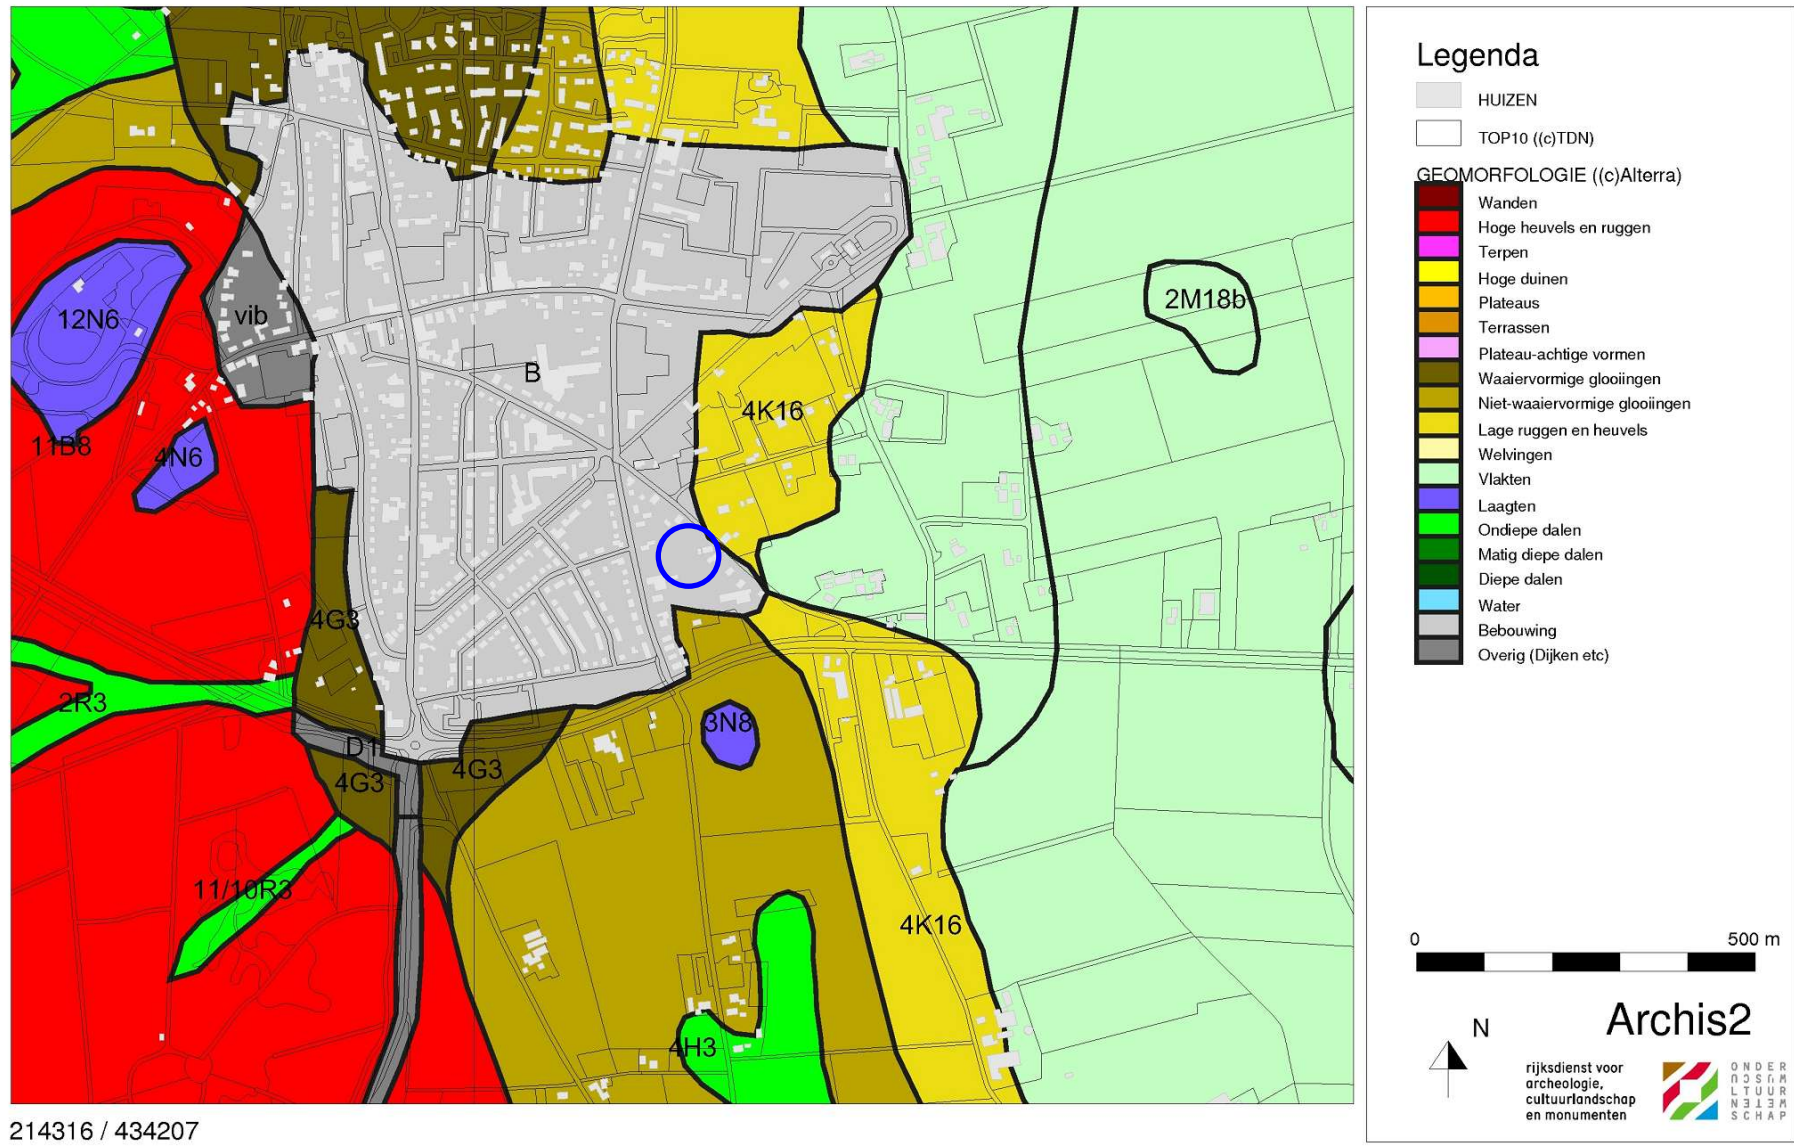 12N6
vib
2M18b
B
4K16
11B8
4N6
4G3
2R3
3N8
D1
4G3
4G3
11/10R3
4K16
4H3
214316 / 434207
Legenda
HUIZEN
TOP10 ((c)TDN)
GEOMORFOLOGIE ((c)Alterra)
Wanden
Hoge heuvels en ruggen
Terpen
Hoge duinen
Plateaus
Terrassen
Plateau-achtige vormen
Waaiervormige glooiingen
Niet-waaiervormige glooiingen
Lage ruggen en heuvels
Welvingen
Vlakten
Laagten
Ondiepe dalen
Matig diepe dalen
Diepe dalen
Water
Bebouwing
Overig (Dijken etc)
0 500 m
Archis2
N
rijksdienst voor
archeologie,
cultuurlandschap
en monumenten
ONDER
SCHAP